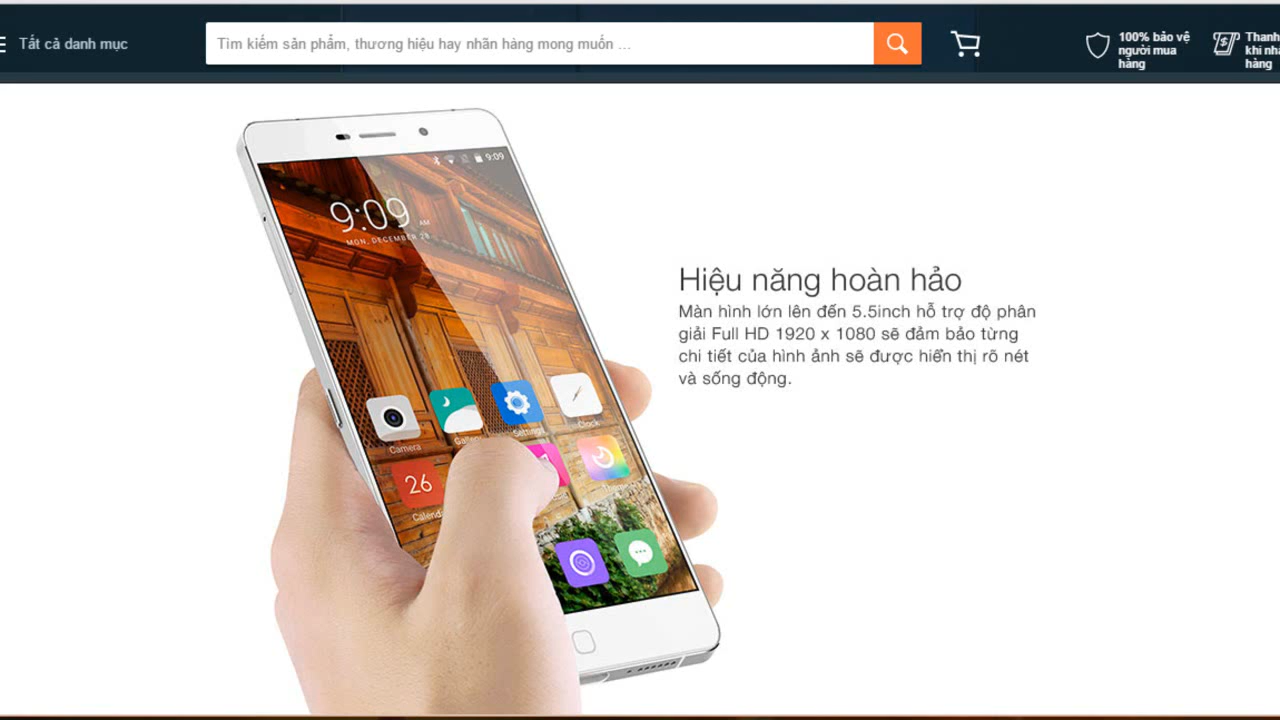 Tất cả danh mục
Tìm kiếm sản phẩm, thương hiệu hay nhãn hàng mong muốn ...
100% bảo vệ
người mua
hàng
Thanh
khi nhậ
hàng
9:09
9:09 AM
MON, DECEMBER 28
Hiệu năng hoàn hảo
Màn hình lớn lên đến 5.5inch hỗ trợ độ phân
giải Full HD 1920 x 1080 sẽ đảm bảo từng
chi tiết của hình ảnh sẽ được hiển thị rõ nét
và sống động.
Camera
Settings
Clock
26